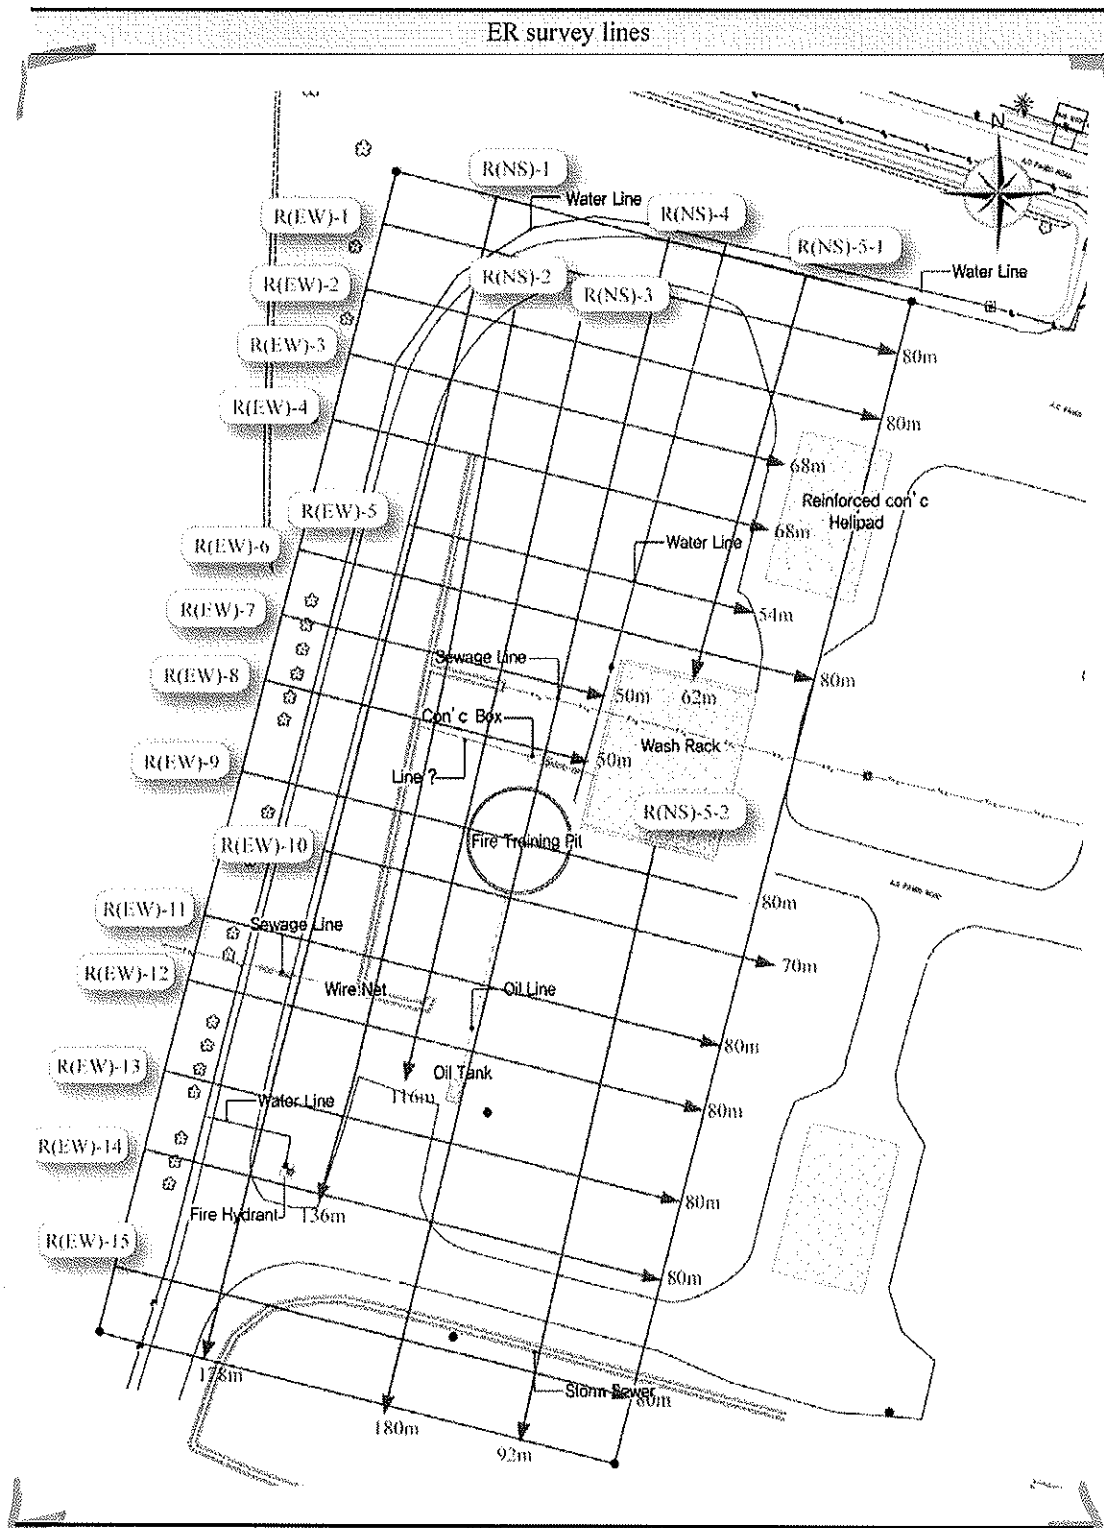 ER survey lines
N
R(NS)-1
Water Line
R(NS)-4
R(EW)-1
R(NS)-5-1
Water Line
R(EW)-2
R(NS)-2
R(NS)-3
R(EW)-3
80m
R(EW)-4
80m
68m
Reinforced con'c
Helipad
R(EW)-5
68m
Water Line
R(EW)-6
R(EW)-7
54m
Sewage Line
R(EW)-8
80m
50m
62m
Con'c Box
Wash Rack
R(EW)-9
Line ?
50m
R(NS)-5-2
R(EW)-10
Fire Training Pit
80m
R(EW)-11
Sewage Line
70m
R(EW)-12
Wire Net
Oil Line
80m
R(EW)-13
Oil Tank
116m
Water Line
80m
R(EW)-14
80m
Fire Hydrant
136m
R(EW)-15
80m
178m
Storm Sewer
80m
180m
92m